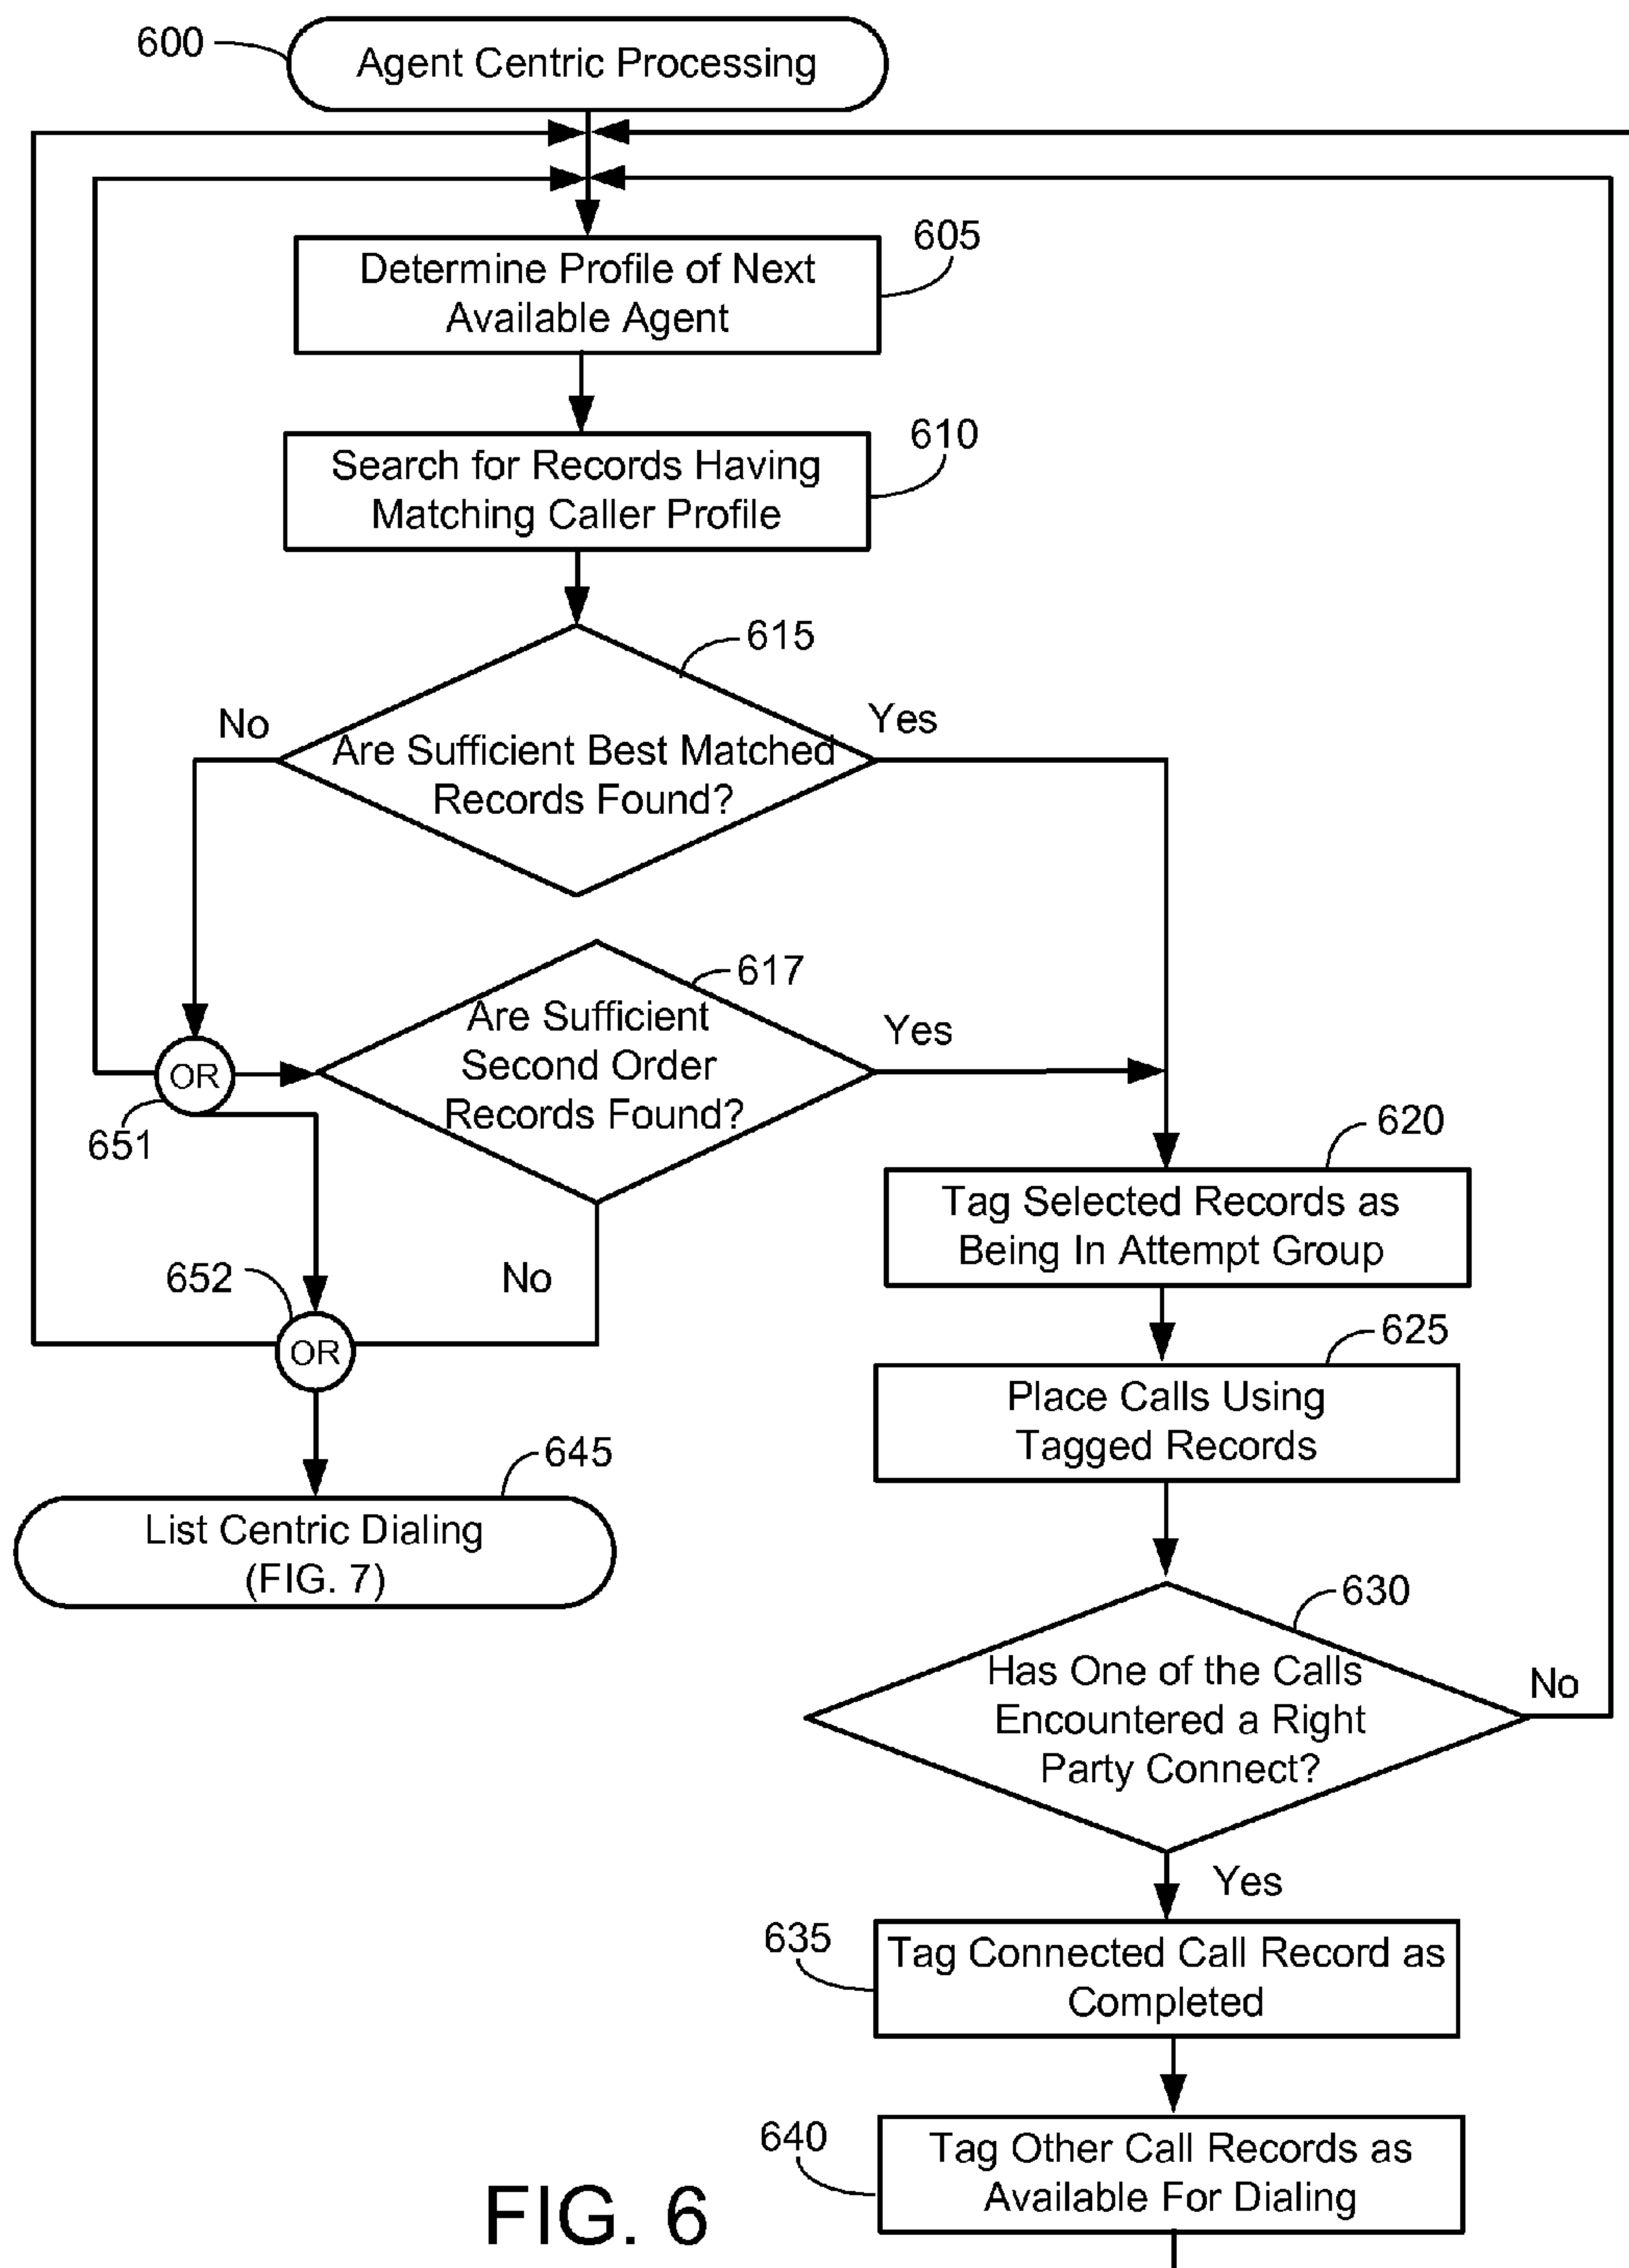 600
Agent Centric Processing
605
Determine Profile of Next
Available Agent
610
Search for Records Having
Matching Caller Profile
615
No
Yes
Are Sufficient Best Matched
Records Found?
617
Are Sufficient
Second Order
Records Found?
Yes
OR
651
620
Tag Selected Records as
Being In Attempt Group
652
No
OR
625
Place Calls Using
Tagged Records
645
List Centric Dialing
(FIG. 7)
630
Has One of the Calls
Encountered a Right
Party Connect?
No
Yes
635
Tag Connected Call Record as
Completed
640
Tag Other Call Records as
Available For Dialing
FIG. 6